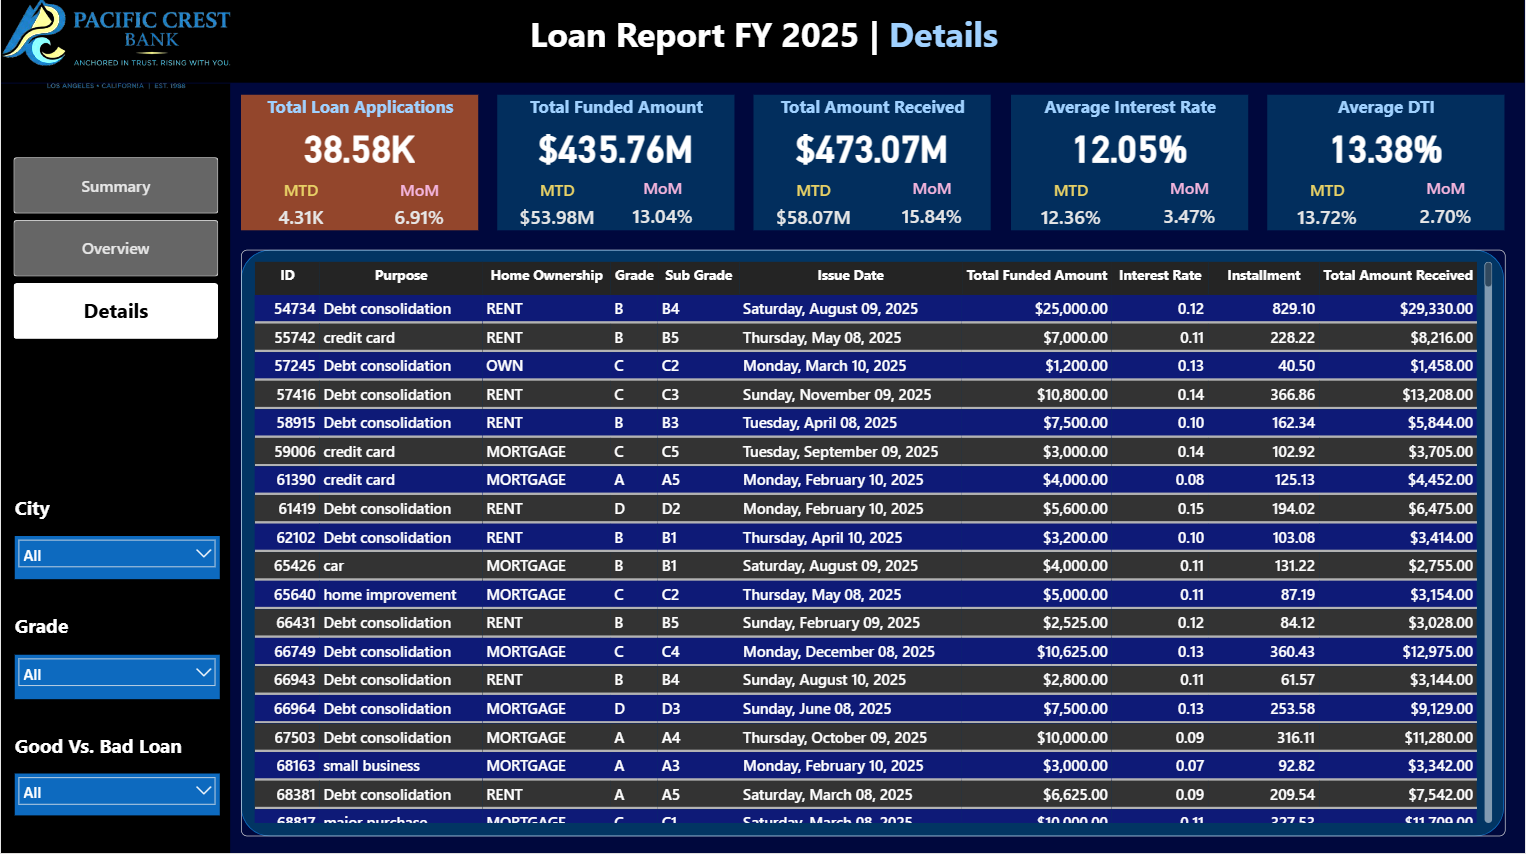 PACIFIC CREST
BANK
ANCHORED IN TRUST. RISING WITH YOU.
LOS ANGELES • CALIFORNIA | EST. 1988
Loan Report FY 2025 | Details
Summary
Overview
Details
City
All
Grade
All
Good Vs. Bad Loan
All
Total Loan Applications
38.58K
MTD MoM
4.31K 6.91%
Total Funded Amount
$435.76M
MTD MoM
$53.98M 13.04%
Total Amount Received
$473.07M
MTD MoM
$58.07M 15.84%
Average Interest Rate
12.05%
MTD MoM
12.36% 3.47%
Average DTI
13.38%
MTD MoM
13.72% 2.70%
ID Purpose Home Ownership Grade Sub Grade Issue Date Total Funded Amount Interest Rate Installment Total Amount Received
54734 Debt consolidation RENT B B4 Saturday, August 09, 2025 $25,000.00 0.12 829.10 $29,330.00
55742 credit card RENT B B5 Thursday, May 08, 2025 $7,000.00 0.11 228.22 $8,216.00
57245 Debt consolidation OWN C C2 Monday, March 10, 2025 $1,200.00 0.13 40.50 $1,458.00
57416 Debt consolidation RENT C C3 Sunday, November 09, 2025 $10,800.00 0.14 366.86 $13,208.00
58915 Debt consolidation RENT B B3 Tuesday, April 08, 2025 $7,500.00 0.10 162.34 $5,844.00
59006 credit card MORTGAGE C C5 Tuesday, September 09, 2025 $3,000.00 0.14 102.92 $3,705.00
61390 credit card MORTGAGE A A5 Monday, February 10, 2025 $4,000.00 0.08 125.13 $4,452.00
61419 Debt consolidation RENT D D2 Monday, February 10, 2025 $5,600.00 0.15 194.02 $6,475.00
62102 Debt consolidation RENT B B1 Thursday, April 10, 2025 $3,200.00 0.10 103.08 $3,414.00
65426 car MORTGAGE B B1 Saturday, August 09, 2025 $4,000.00 0.11 131.22 $2,755.00
65640 home improvement MORTGAGE C C2 Thursday, May 08, 2025 $5,000.00 0.11 87.19 $3,154.00
66431 Debt consolidation RENT B B5 Sunday, February 09, 2025 $2,525.00 0.12 84.12 $3,028.00
66749 Debt consolidation MORTGAGE C C4 Monday, December 08, 2025 $10,625.00 0.13 360.43 $12,975.00
66943 Debt consolidation RENT B B4 Sunday, August 10, 2025 $2,800.00 0.11 61.57 $3,144.00
66964 Debt consolidation MORTGAGE D D3 Sunday, June 08, 2025 $7,500.00 0.13 253.58 $9,129.00
67503 Debt consolidation MORTGAGE A A4 Thursday, October 09, 2025 $10,000.00 0.09 316.11 $11,280.00
68163 small business MORTGAGE A A3 Monday, February 10, 2025 $3,000.00 0.07 92.82 $3,342.00
68381 Debt consolidation RENT A A5 Saturday, March 08, 2025 $6,625.00 0.09 209.54 $7,542.00
68817 major purchase MORTGAGE C C1 Saturday, March 08, 2025 $10,000.00 0.11 327.53 $11,709.00